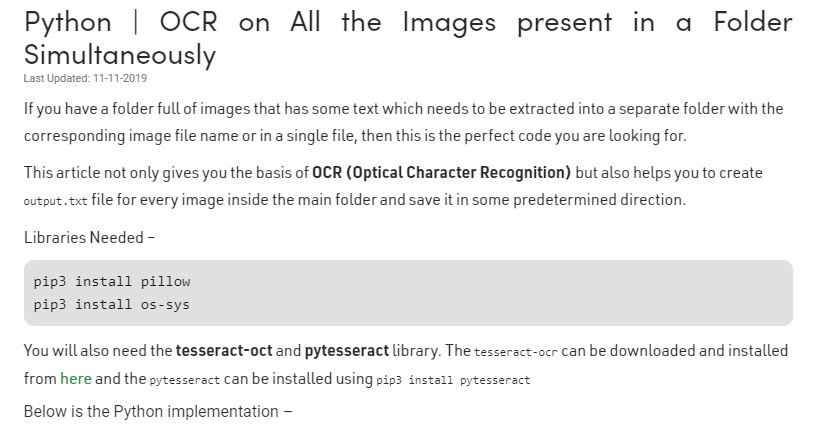 Python | OCR on All the Images present in a Folder
Simultaneously
Last Updated: 11-11-2019
If you have a folder full of images that has some text which needs to be extracted into a separate folder with the
corresponding image file name or in a single file, then this is the perfect code you are looking for.
This article not only gives you the basis of OCR (Optical Character Recognition) but also helps you to create
output.txt file for every image inside the main folder and save it in some predetermined direction.
Libraries Needed –
pip3 install pillow
pip3 install os-sys
You will also need the tesseract-oct and pytesseract library. The tesseract-ocr can be downloaded and installed
from here and the pytesseract can be installed using pip3 install pytesseract
Below is the Python implementation –